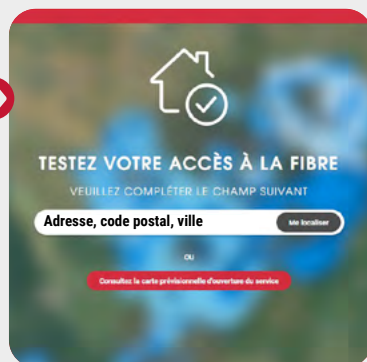 TESTEZ VOTRE ACCÈS À LA FIBRE
VEUILLEZ COMPLÉTER LE CHAMP SUIVANT
Adresse, code postal, ville Me localiser
OU
Consultez la carte prévisionnelle d'ouverture du service